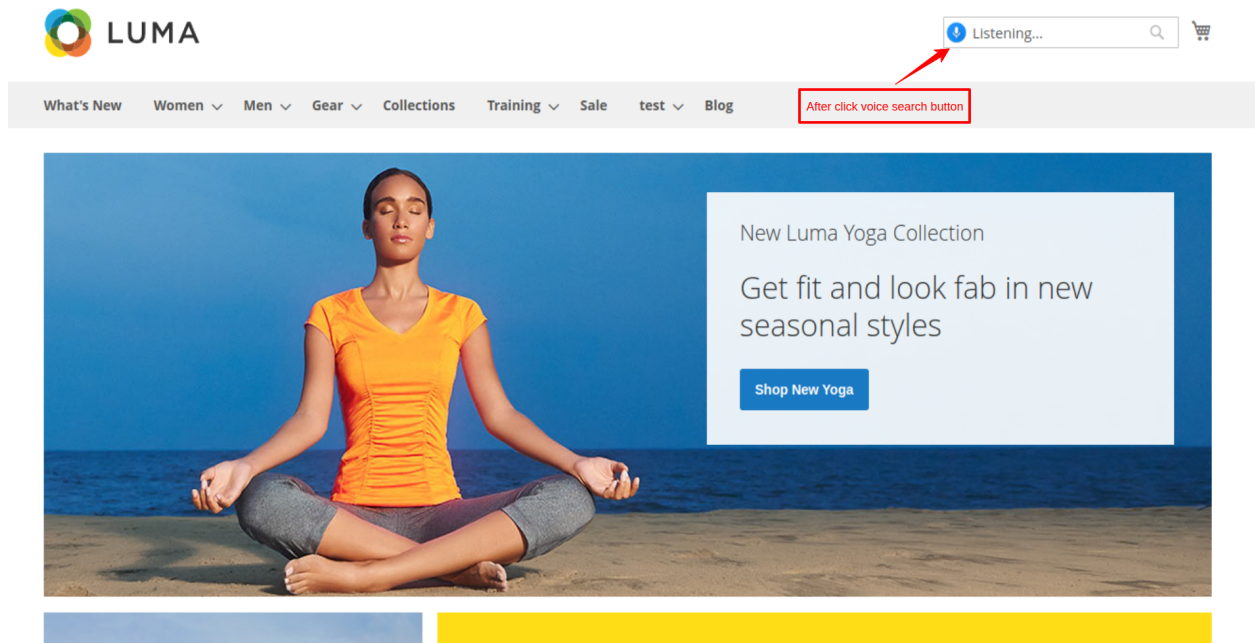 LUMA
Listening...
What's New Women Men Gear Collections Training Sale test Blog
After click voice search button
New Luma Yoga Collection
Get fit and look fab in new
seasonal styles
Shop New Yoga